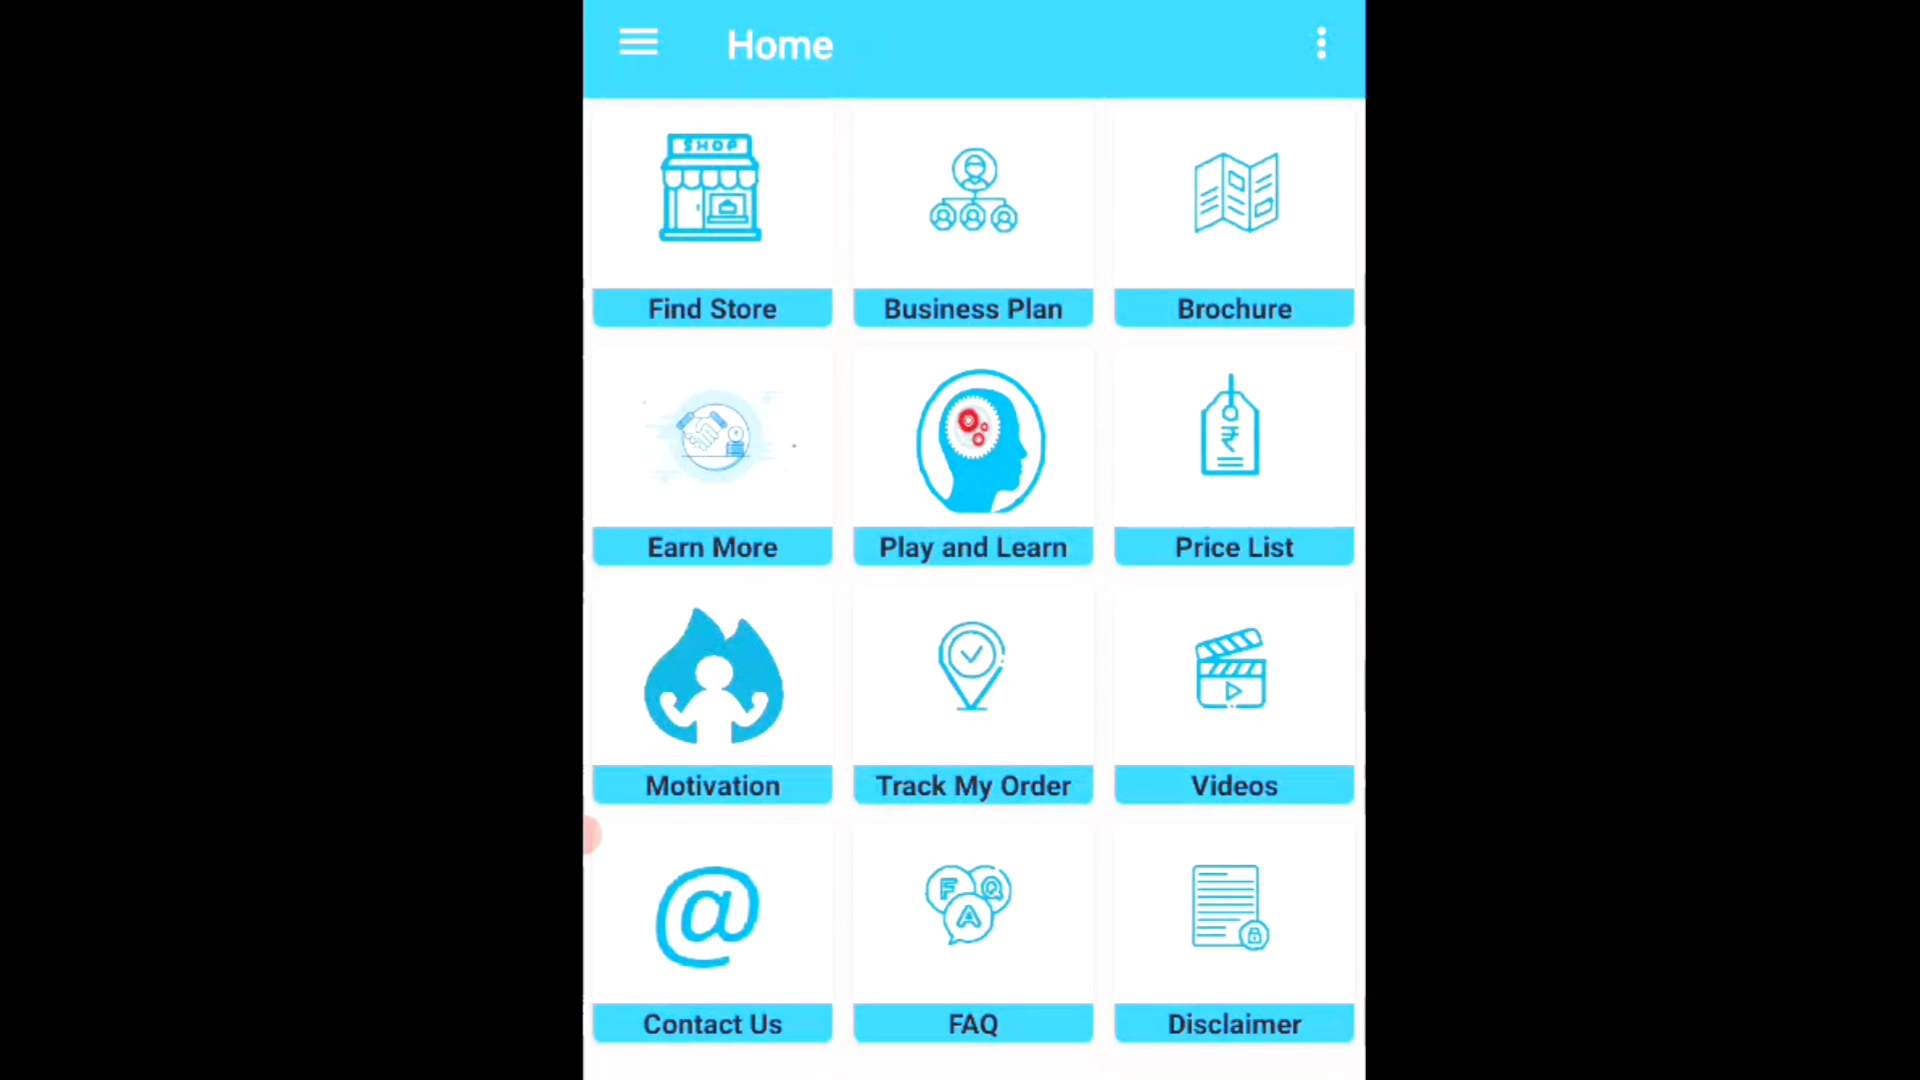 Home
SHOP
Find Store
Business Plan
Brochure
₹
Earn More
Play and Learn
Price List
Motivation
Track My Order
Videos
@
F Q
A
Contact Us
FAQ
Disclaimer